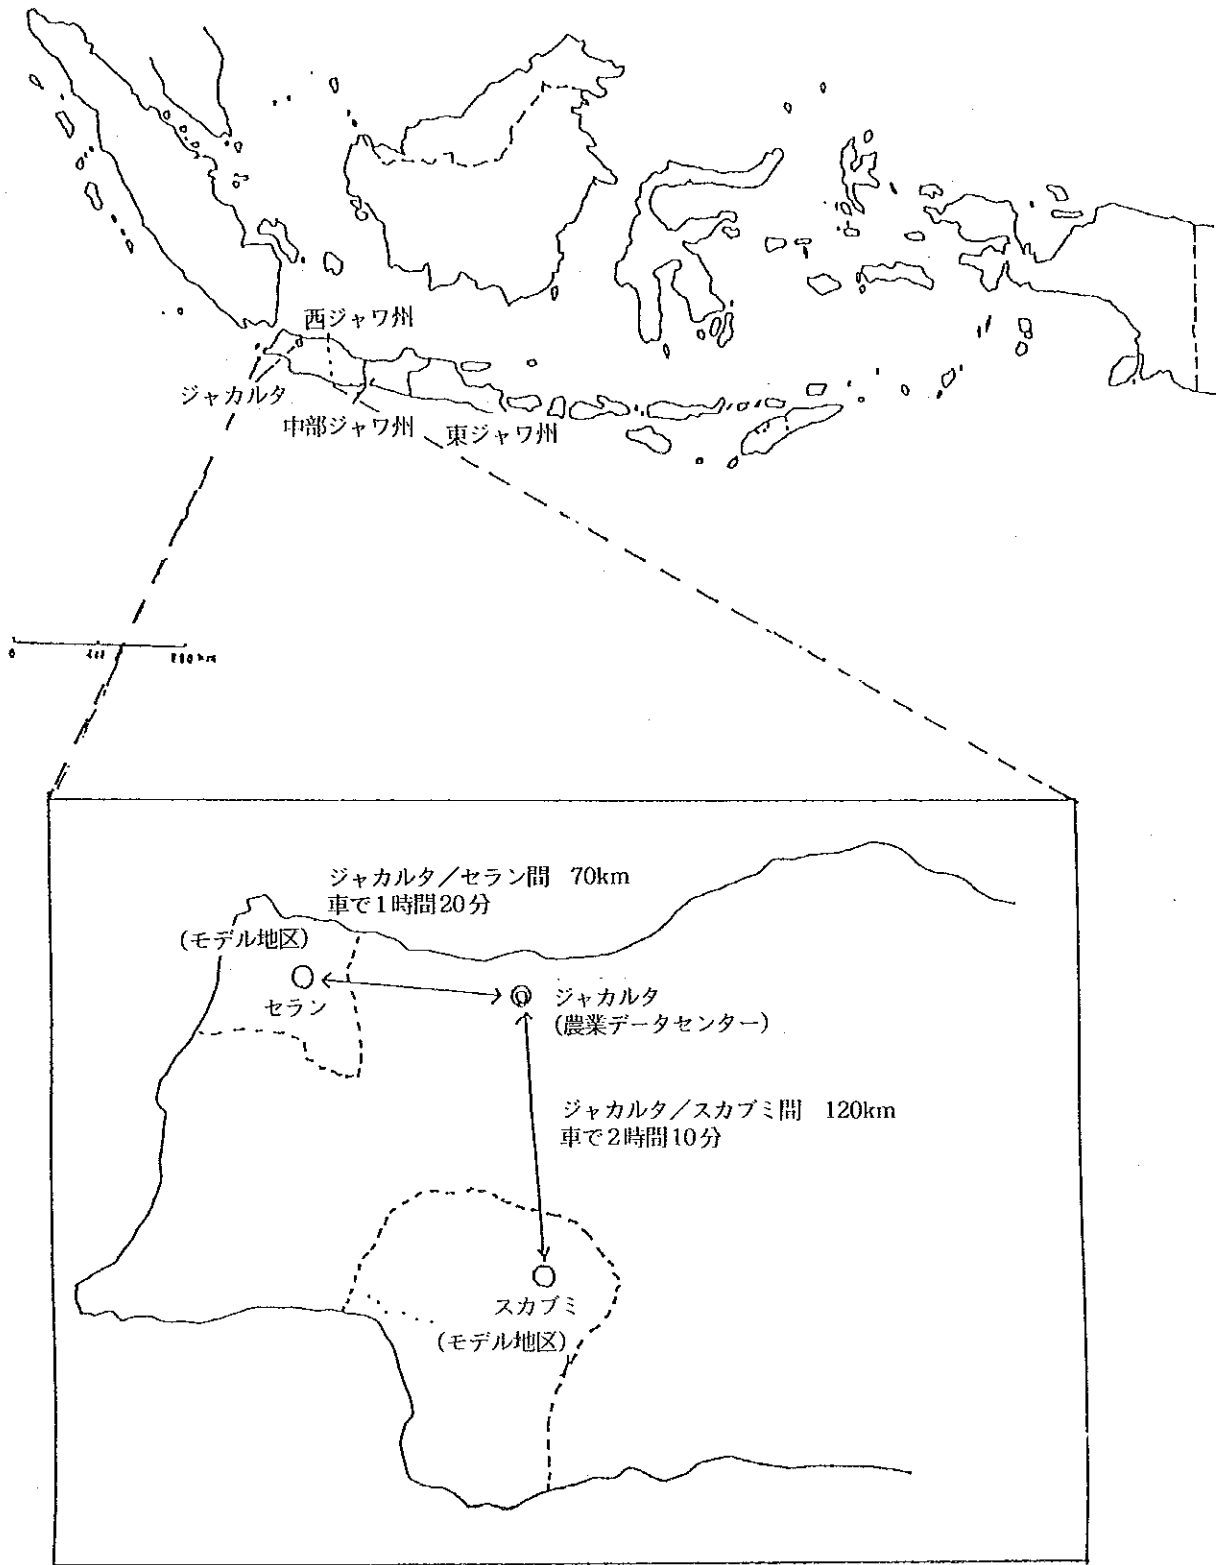 西ジャワ州
ジャカルタ
中部ジャワ州
東ジャワ州
0
ジャカルタ/セラン間 70km
車で1時間20分
(モデル地区)
セラン
ジャカルタ
(農業データセンター)
ジャカルタ/スカブミ間 120km
車で2時間10分
スカブミ
(モデル地区)